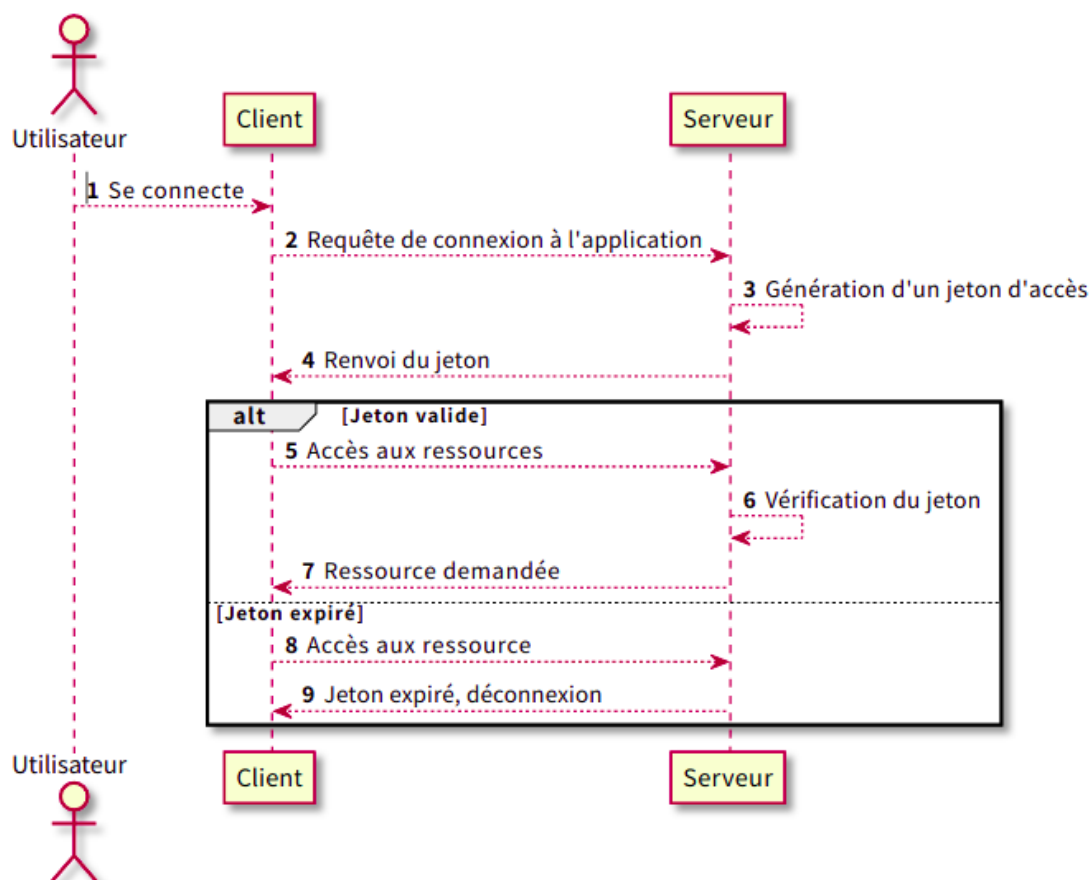 Utilisateur
Client
Serveur
1 Se connecte
2 Requête de connexion à l'application
3 Génération d'un jeton d'accès
4 Renvoi du jeton
alt [Jeton valide]
5 Accès aux ressources
6 Vérification du jeton
7 Ressource demandée
[Jeton expiré]
8 Accès aux ressource
9 Jeton expiré, déconnexion
Utilisateur
Client
Serveur